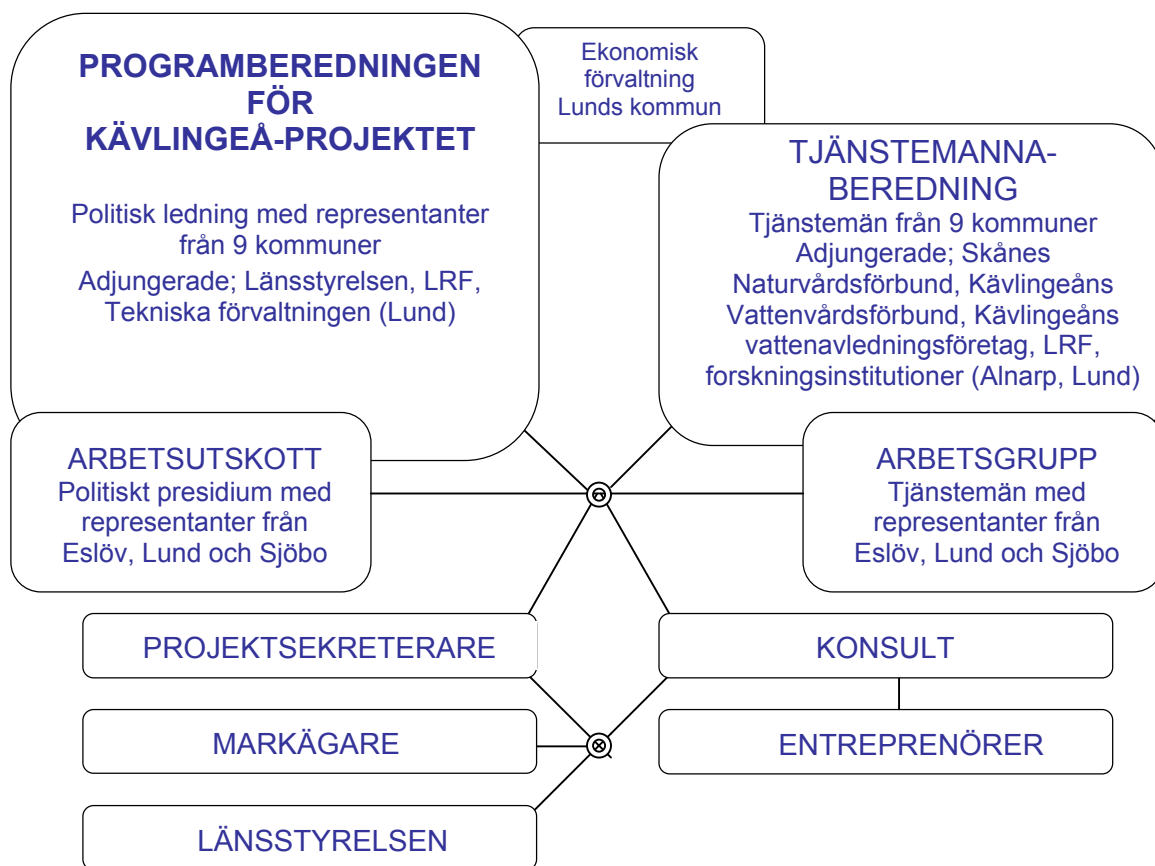 PROGRAMBEREDNINGEN
FÖR
KÄVLINGEÅ-PROJEKTET
Politisk ledning med representanter
från 9 kommuner
Adjungerade; Länsstyrelsen, LRF,
Tekniska förvaltningen (Lund)
Ekonomisk
förvaltning
Lunds kommun
TJÄNSTEMANNA-
BEREDNING
Tjänstemän från 9 kommuner
Adjungerade; Skånes
Naturvårdsförbund, Kävlingeåns
Vattenvårdsförbund, Kävlingeåns
vattenavledningsföretag, LRF,
forskningsinstitutioner (Alnarp, Lund)
ARBETSUTSKOTT
Politiskt presidium med
representanter från
Eslöv, Lund och Sjöbo
ARBETSGRUPP
Tjänstemän med
representanter från
Eslöv, Lund och Sjöbo
PROJEKTSEKRETERARE
KONSULT
MARKÄGARE
ENTREPRENÖRER
LÄNSSTYRELSEN